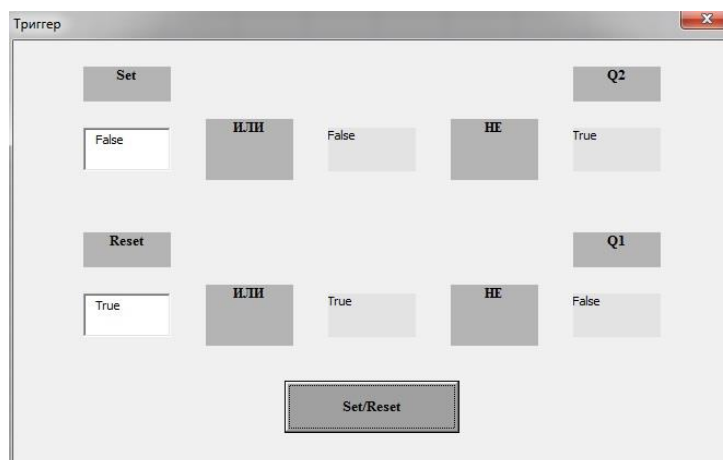 Триггер
Set
Q2
False
ИЛИ
False
НЕ
True
Reset
Q1
True
ИЛИ
True
НЕ
False
Set/Reset